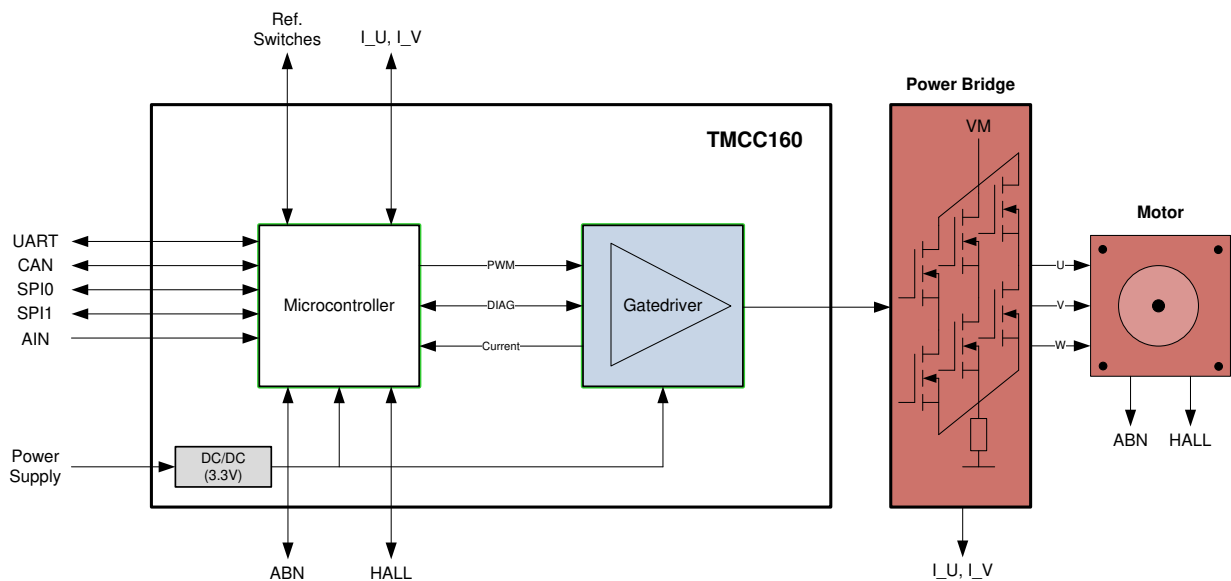 Ref.
Switches
I_U, I_V
Power Bridge
TMCC160
VM
Motor
UART
CAN
SPI0
SPI1
AIN
Microcontroller
PWM
DIAG
Current
Gatedriver
U
V
W
ABN
HALL
Power
Supply
DC/DC
(3.3V)
ABN
HALL
I_U, I_V